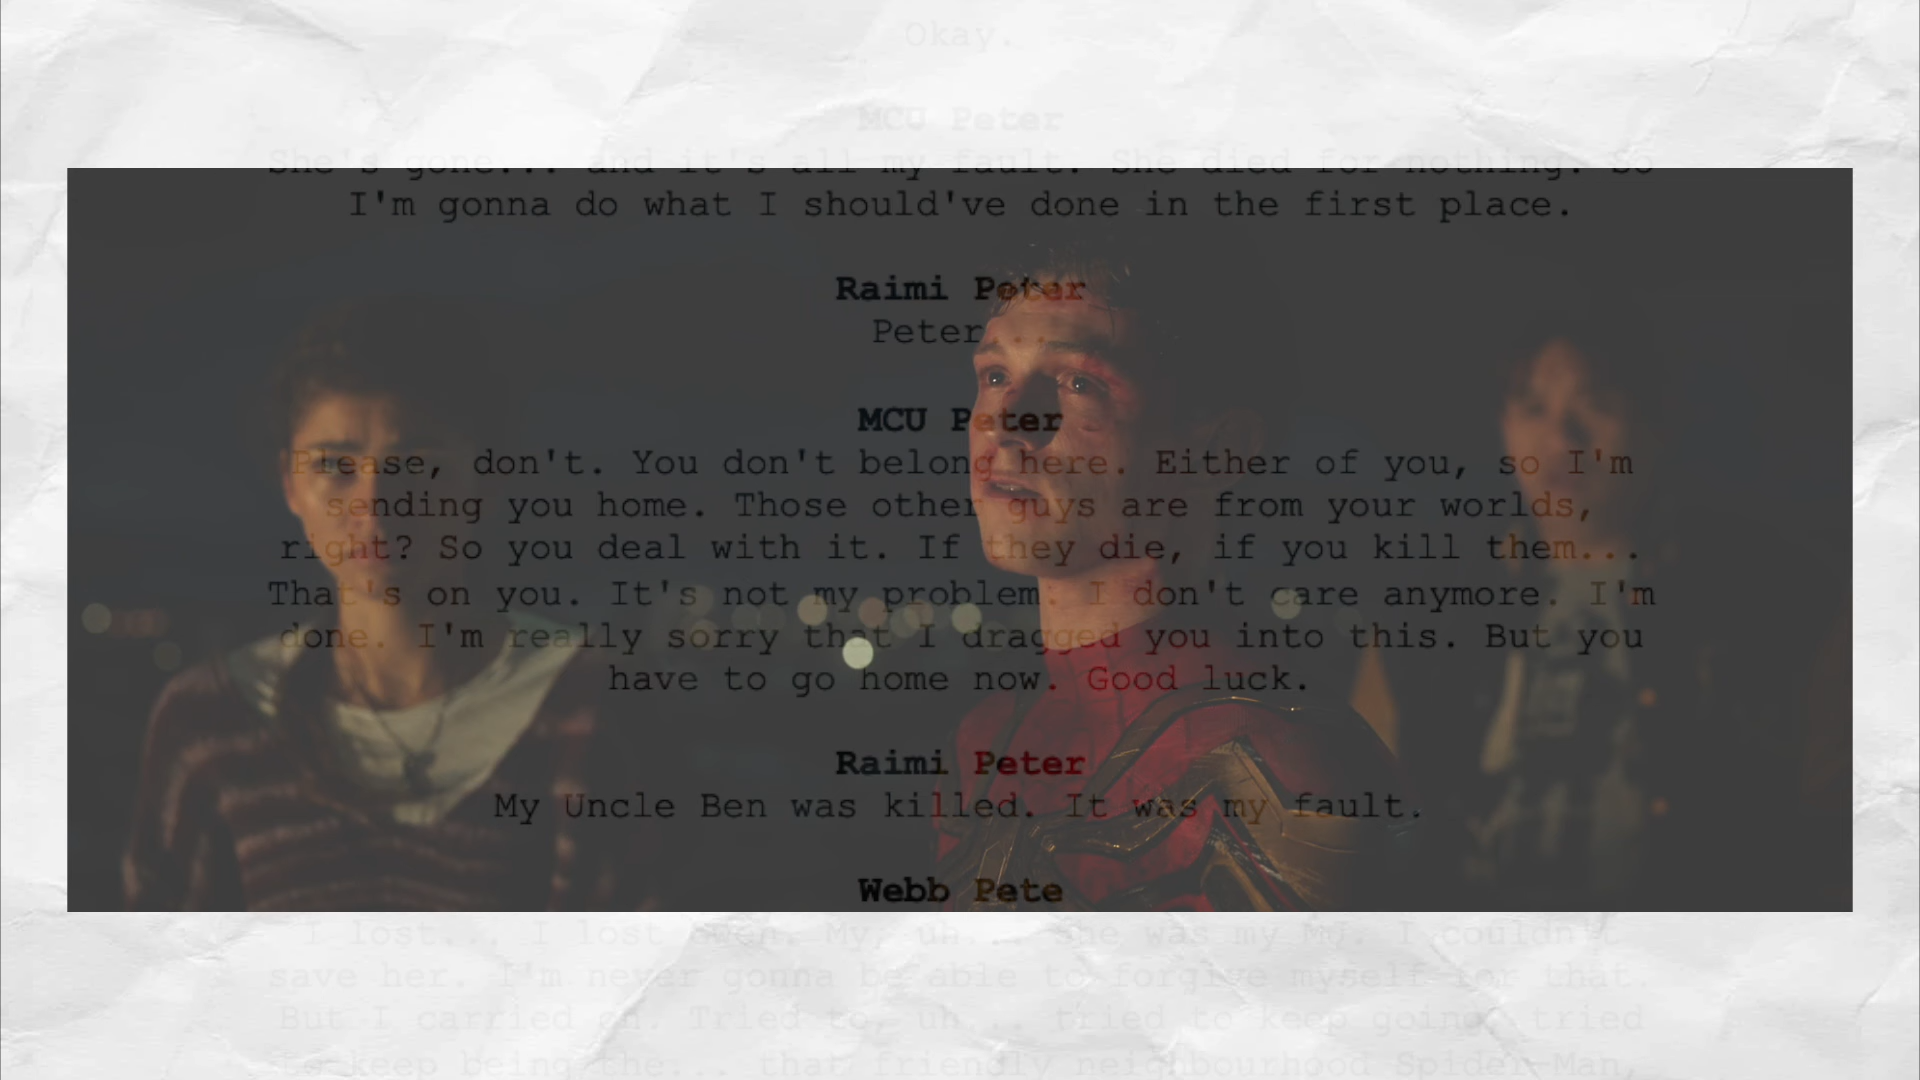 Okay.
MCU Peter
She's gone... and it's all my fault. She died for nothing. So
I'm gonna do what I should've done in the first place.
Raimi Peter
Peter...
MCU Peter
Please, don't. You don't belong here. Either of you, so I'm
sending you home. Those other guys are from your worlds,
right? So you deal with it. If they die, if you kill them...
That's on you. It's not my problem. I don't care anymore. I'm
done. I'm really sorry that I dragged you into this. But you
have to go home now. Good luck.
Raimi Peter
My Uncle Ben was killed. It was my fault.
Webb Pete
I lost... I lost Gwen. My, uh... She was my MJ. I couldn't
save her. I'm never gonna be able to forgive myself for that.
But I carried on. Tried to, uh... tried to keep going, tried
to keep being the... that friendly neighbourhood Spider-Man,